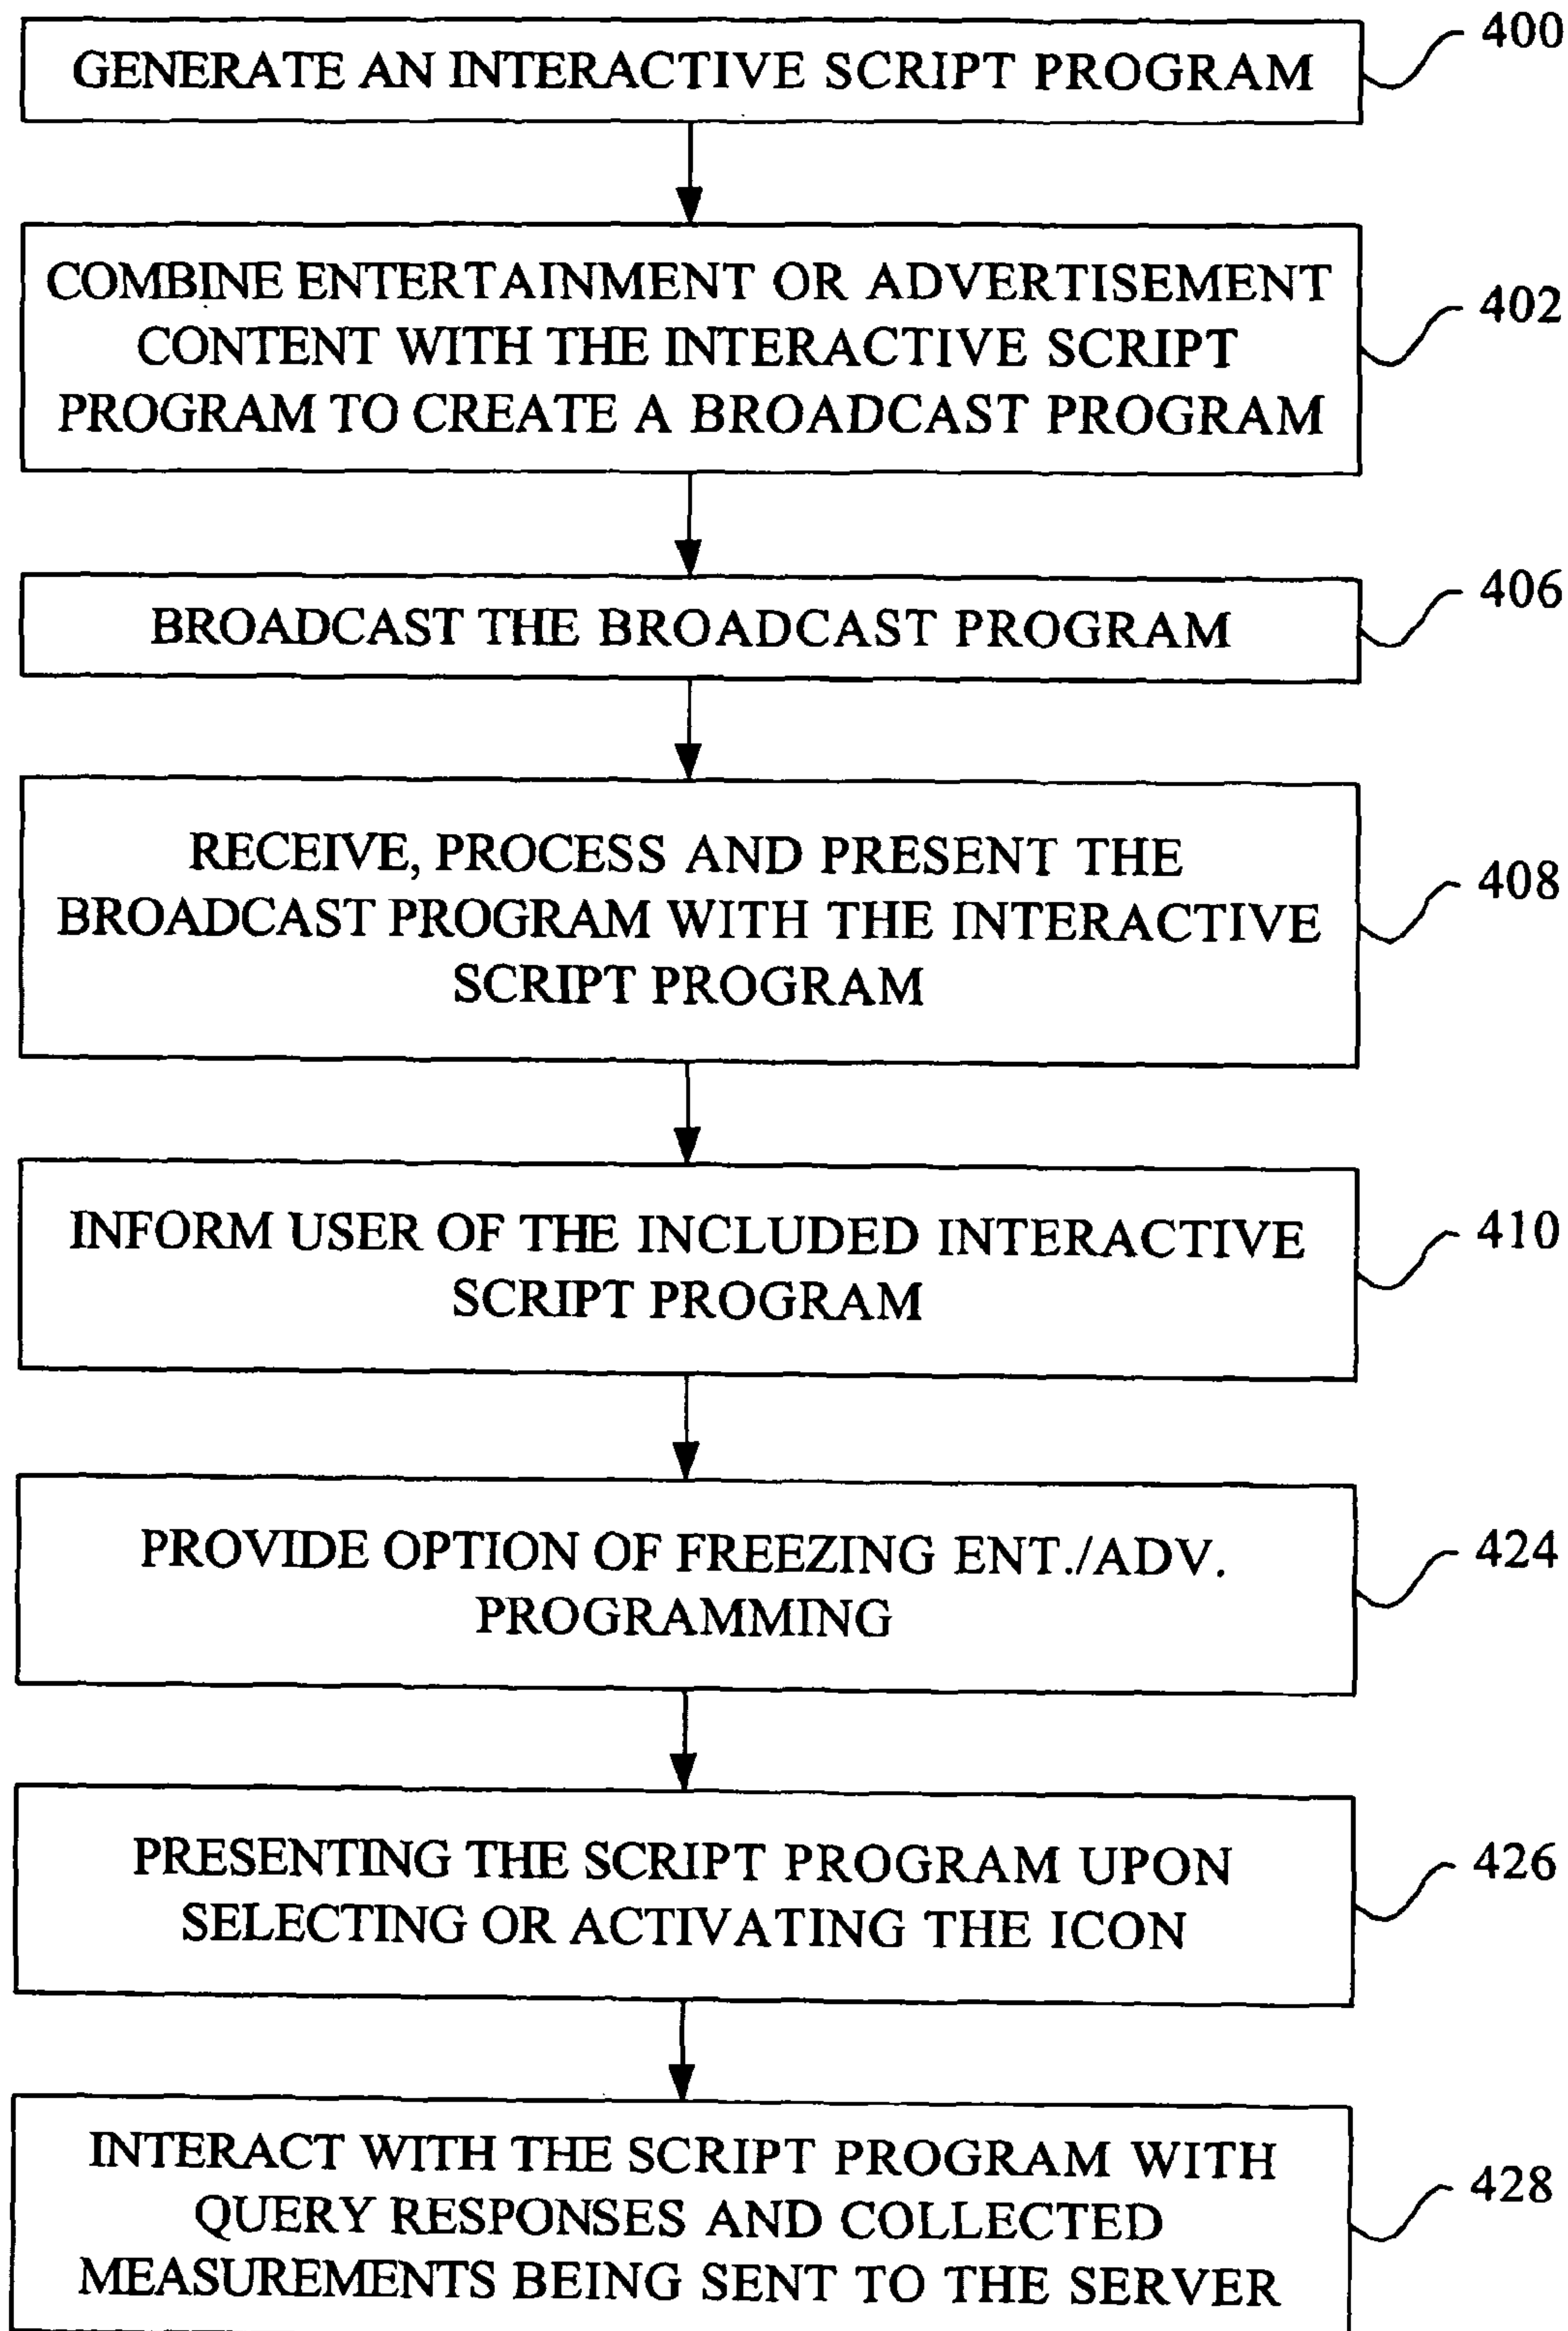 GENERATE AN INTERACTIVE SCRIPT PROGRAM
400
COMBINE ENTERTAINMENT OR ADVERTISEMENT
CONTENT WITH THE INTERACTIVE SCRIPT
PROGRAM TO CREATE A BROADCAST PROGRAM
402
BROADCAST THE BROADCAST PROGRAM
406
RECEIVE, PROCESS AND PRESENT THE
BROADCAST PROGRAM WITH THE INTERACTIVE
SCRIPT PROGRAM
408
INFORM USER OF THE INCLUDED INTERACTIVE
SCRIPT PROGRAM
410
PROVIDE OPTION OF FREEZING ENT./ADV.
PROGRAMMING
424
PRESENTING THE SCRIPT PROGRAM UPON
SELECTING OR ACTIVATING THE ICON
426
INTERACT WITH THE SCRIPT PROGRAM WITH
QUERY RESPONSES AND COLLECTED
MEASUREMENTS BEING SENT TO THE SERVER
428